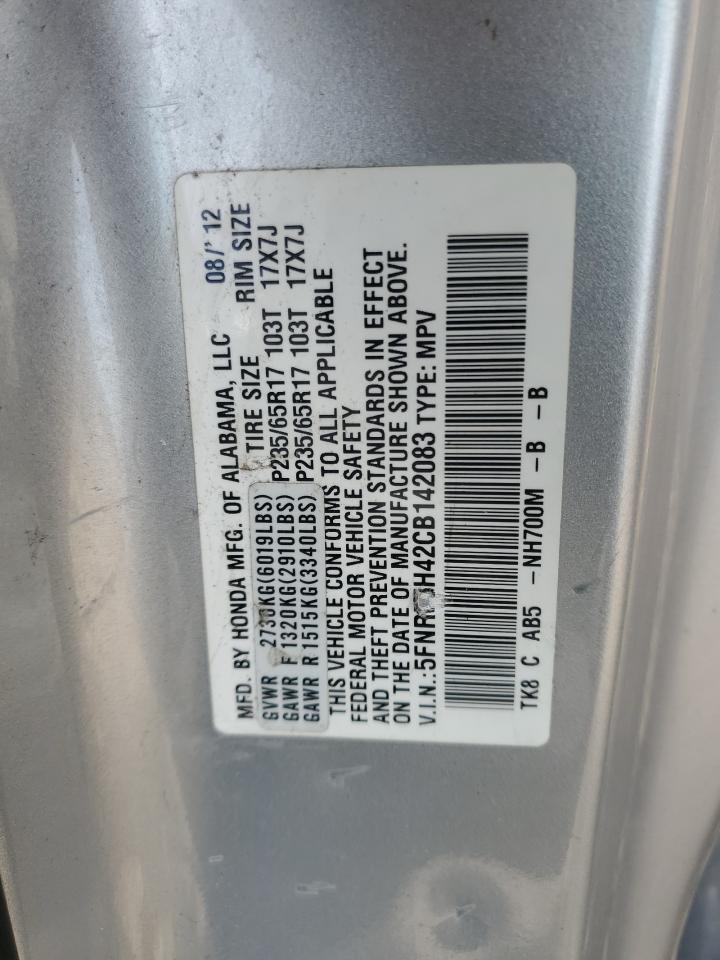 MFD. BY HONDA MFG. OF ALABAMA, LLC 08/12
TIRE SIZE RIM SIZE
GVWR 2730KG(6019LBS)
GAWR F 1320KG(2910LBS) P235/65R17 103T 17X7J
GAWR R 1515KG(3340LBS) P235/65R17 103T 17X7J
THIS VEHICLE CONFORMS TO ALL APPLICABLE
FEDERAL MOTOR VEHICLE SAFETY
AND THEFT PREVENTION STANDARDS IN EFFECT
ON THE DATE OF MANUFACTURE SHOWN ABOVE.
V.I.N.: TYPE: MPV
TK8 C AB5 -NH700M - B - B